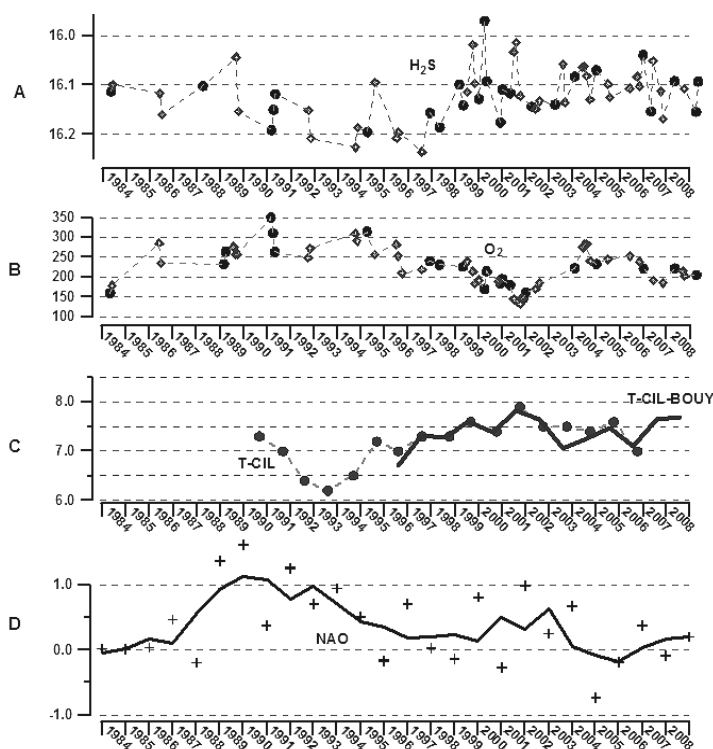 16.0
H₂S
A
16.1
16.2
1984 1985 1986 1987 1988 1989 1990 1991 1992 1993 1994 1995 1996 1997 1998 1999 2000 2001 2002 2003 2004 2005 2006 2007 2008
350
300
O₂
B
250
200
150
100
1984 1985 1986 1987 1988 1989 1990 1991 1992 1993 1994 1995 1996 1997 1998 1999 2000 2001 2002 2003 2004 2005 2006 2007 2008
8.0
T-CIL-BOUY
C
7.0
T-CIL
6.0
1984 1985 1986 1987 1988 1989 1990 1991 1992 1993 1994 1995 1996 1997 1998 1999 2000 2001 2002 2003 2004 2005 2006 2007 2008
1.0
D
0.0
NAO
-1.0
1984 1985 1986 1987 1988 1989 1990 1991 1992 1993 1994 1995 1996 1997 1998 1999 2000 2001 2002 2003 2004 2005 2006 2007 2008